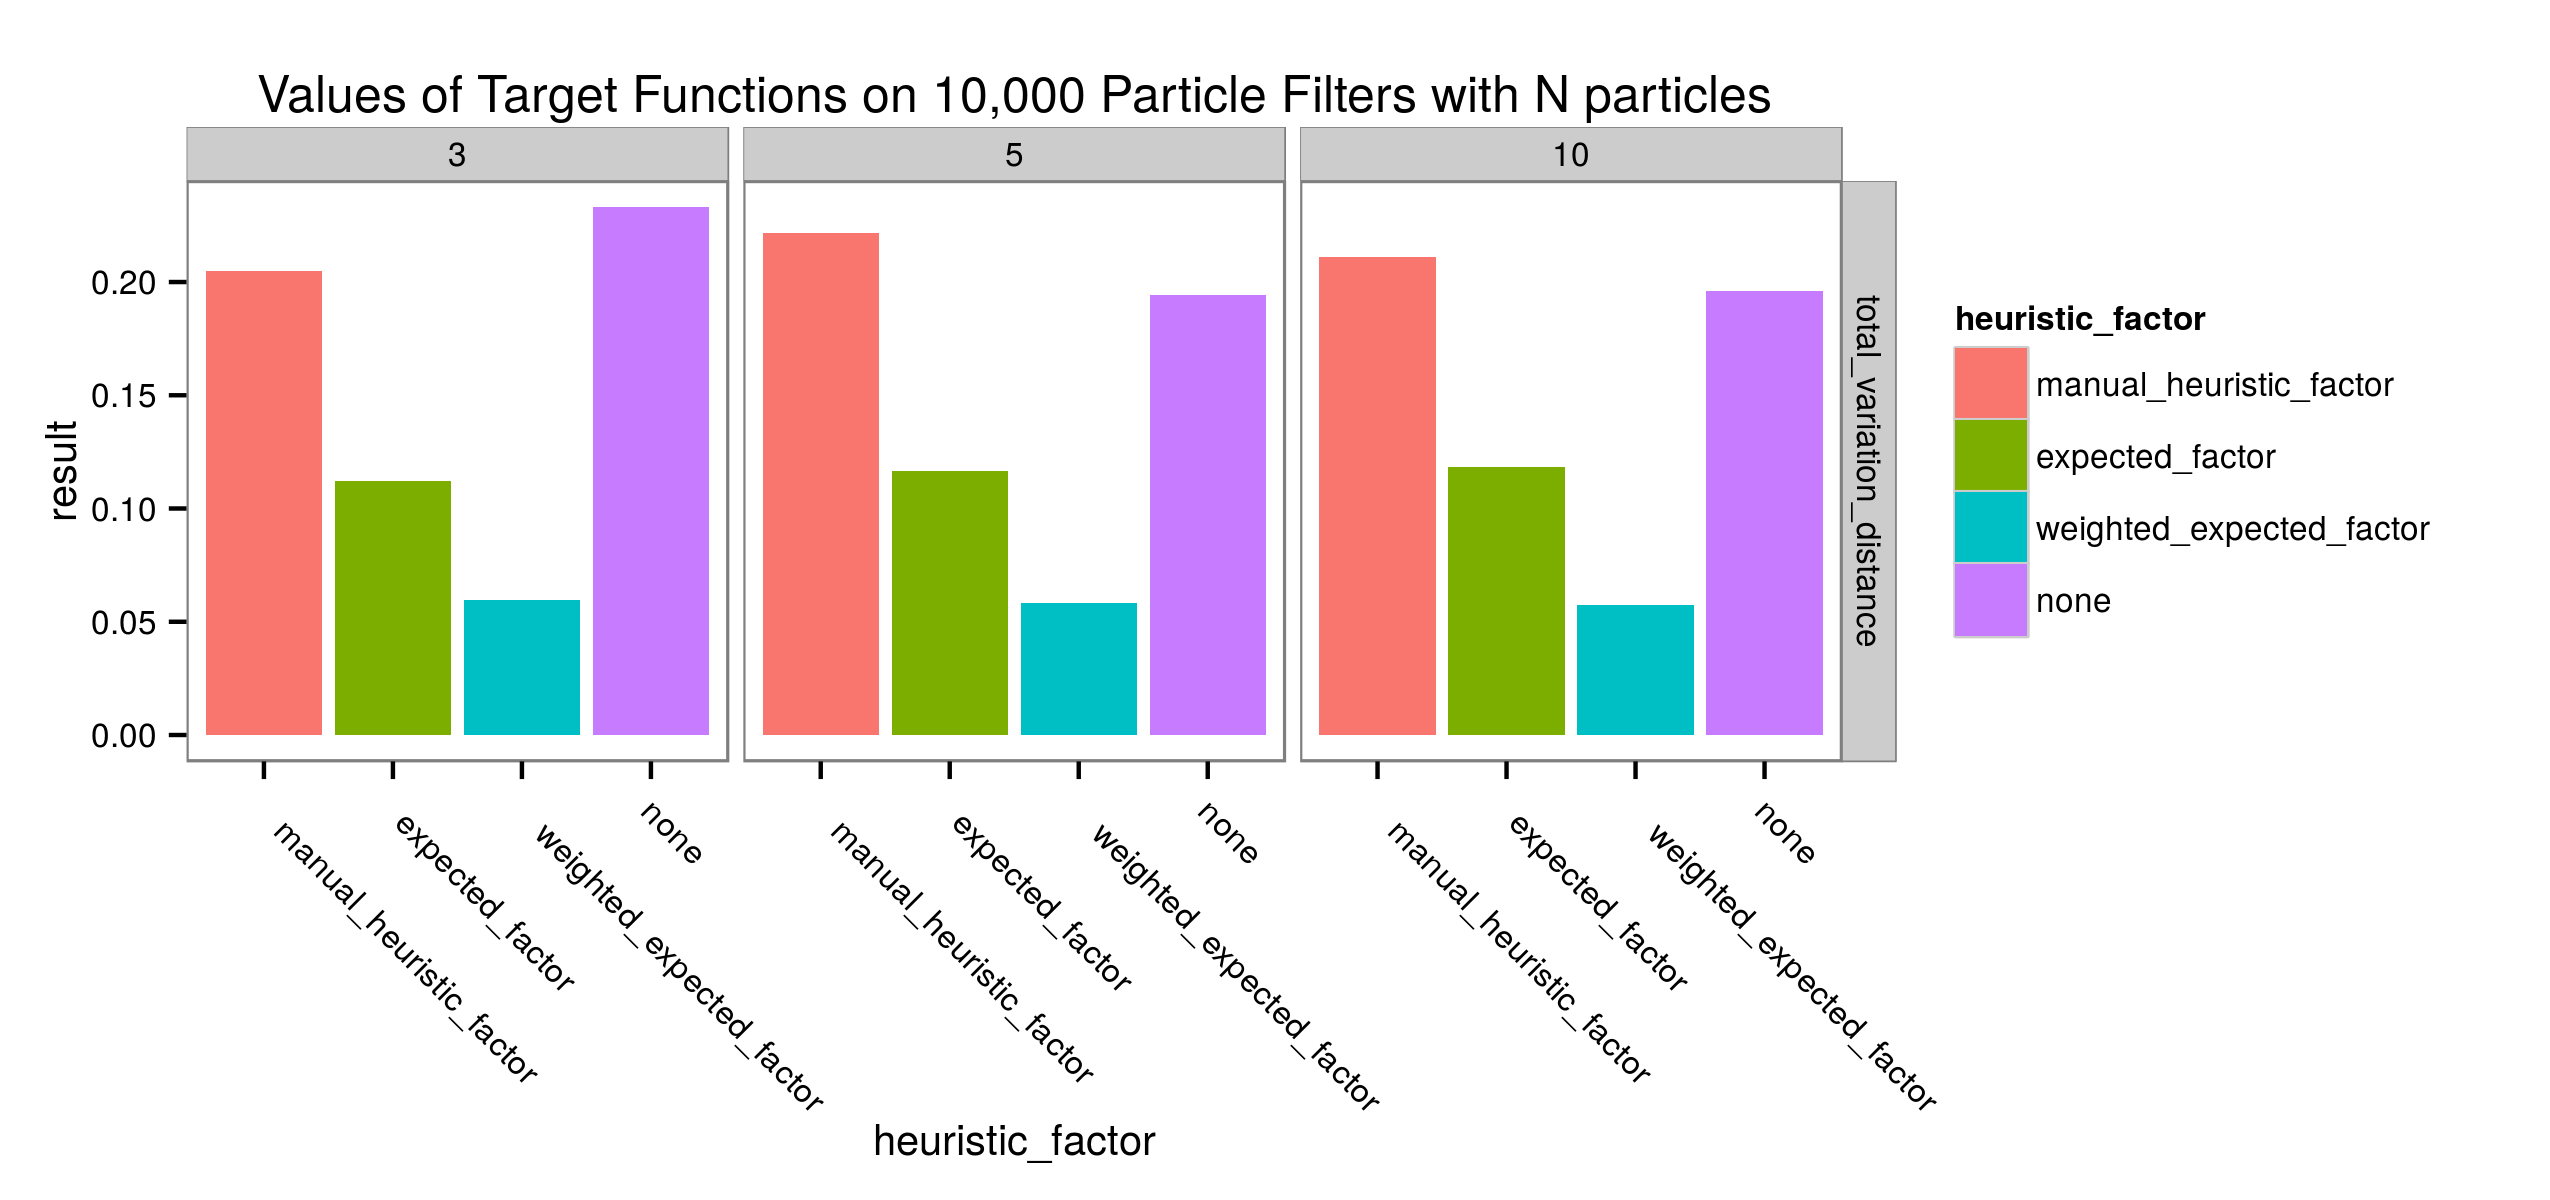 Values of Target Functions on 10,000 Particle Filters with N particles
3
5
10
result
0.20
0.15
0.10
0.05
0.00
total_variation_distance
manual_heuristic_factor
expected_factor
weighted_expected_factor
none
manual_heuristic_factor
expected_factor
weighted_expected_factor
none
manual_heuristic_factor
expected_factor
weighted_expected_factor
none
heuristic_factor
heuristic_factor
manual_heuristic_factor
expected_factor
weighted_expected_factor
none